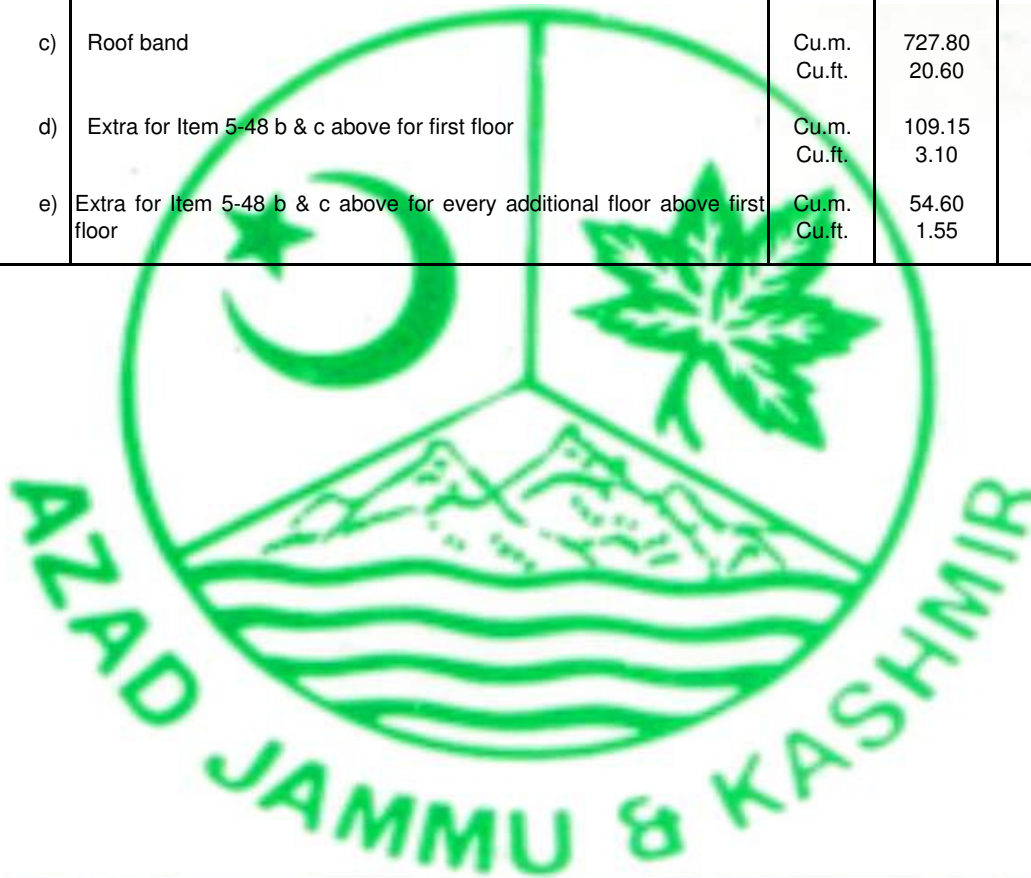 c) Roof band Cu.m. 727.80
Cu.ft. 20.60
d) Extra for Item 5-48 b & c above for first floor Cu.m. 109.15
Cu.ft. 3.10
e) Extra for Item 5-48 b & c above for every additional floor above first Cu.m. 54.60
floor Cu.ft. 1.55
AZAD JAMMU & KASHMIR